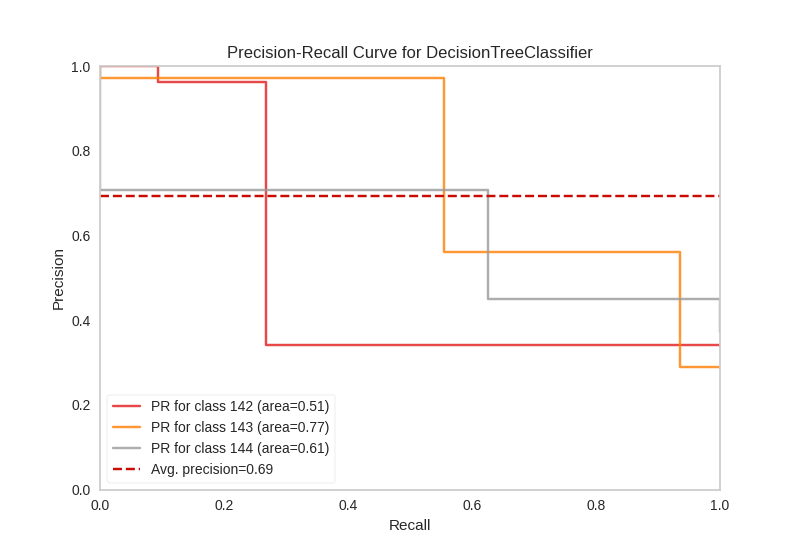 Precision-Recall Curve for DecisionTreeClassifier
1.0
0.8
0.6
0.4
0.2
0.0
Precision
PR for class 142 (area=0.51)
PR for class 143 (area=0.77)
PR for class 144 (area=0.61)
Avg. precision=0.69
0.0 0.2 0.4 0.6 0.8 1.0
Recall